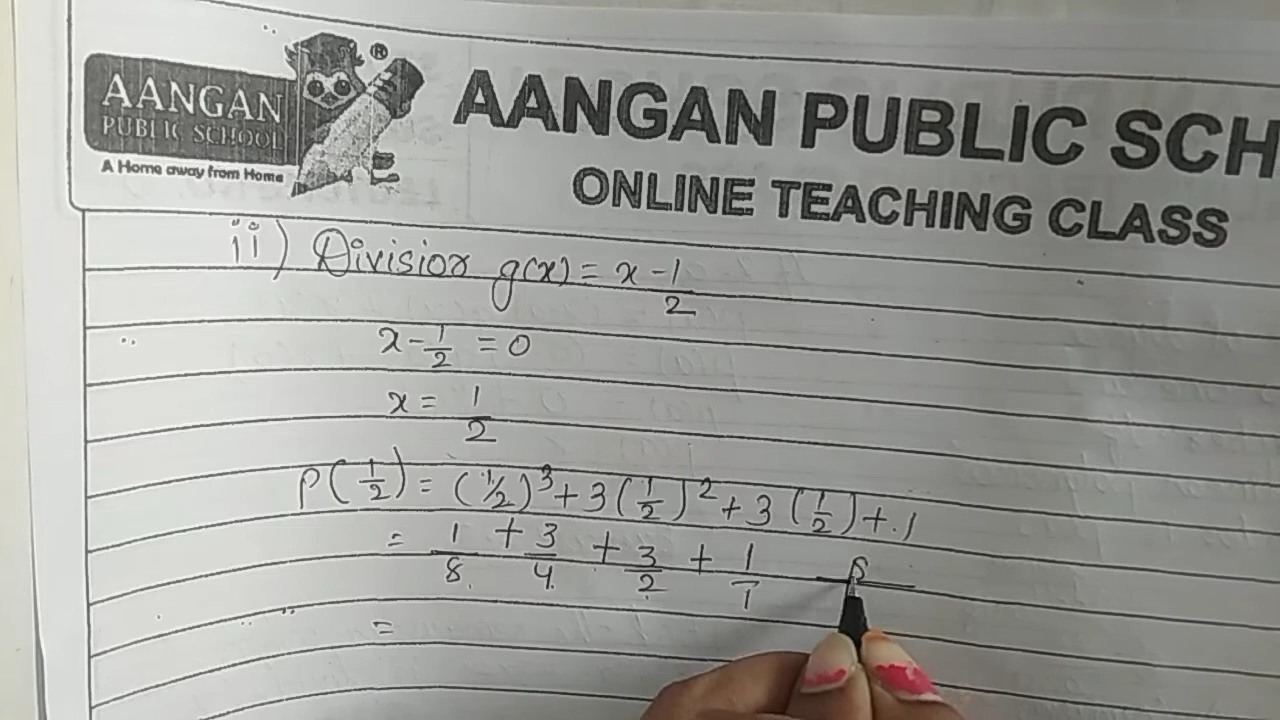 AANGAN
PUBLIC SCHOOL
®
A Home away from Home
AANGAN PUBLIC SCH
ONLINE TEACHING CLASS
ii) Division g(x) = x - 1/2
x - 1/2 = 0
x = 1/2
P(1/2) = (1/2)³ + 3(1/2)² + 3(1/2) + 1
= 1/8 + 3/4 + 3/2 + 1/1
=